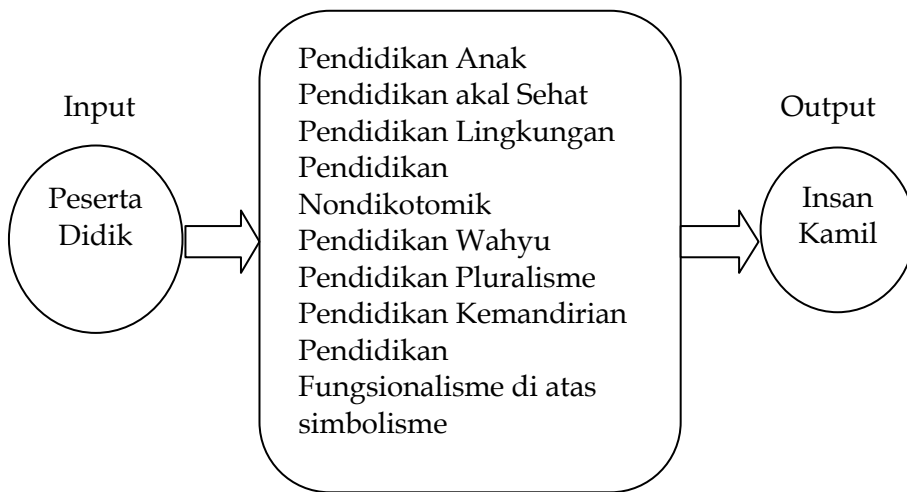 Input
Peserta
Didik
Pendidikan Anak
Pendidikan akal Sehat
Pendidikan Lingkungan
Pendidikan
Nondikotomik
Pendidikan Wahyu
Pendidikan Pluralisme
Pendidikan Kemandirian
Pendidikan
Fungsionalisme di atas
simbolisme
Output
Insan
Kamil